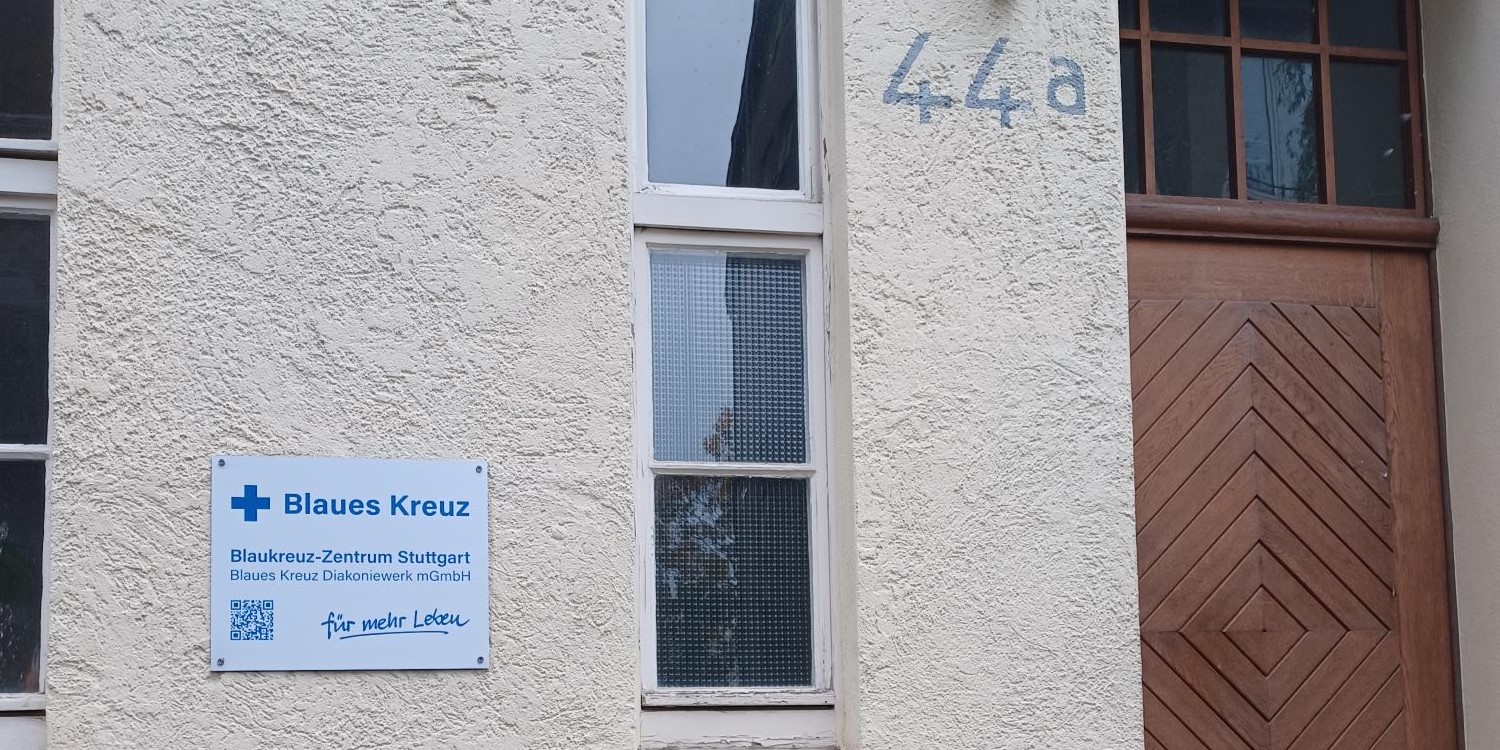 44a
Blaues Kreuz
Blaukreuz-Zentrum Stuttgart
Blaues Kreuz Diakoniewerk mGmbH
für mehr Leben